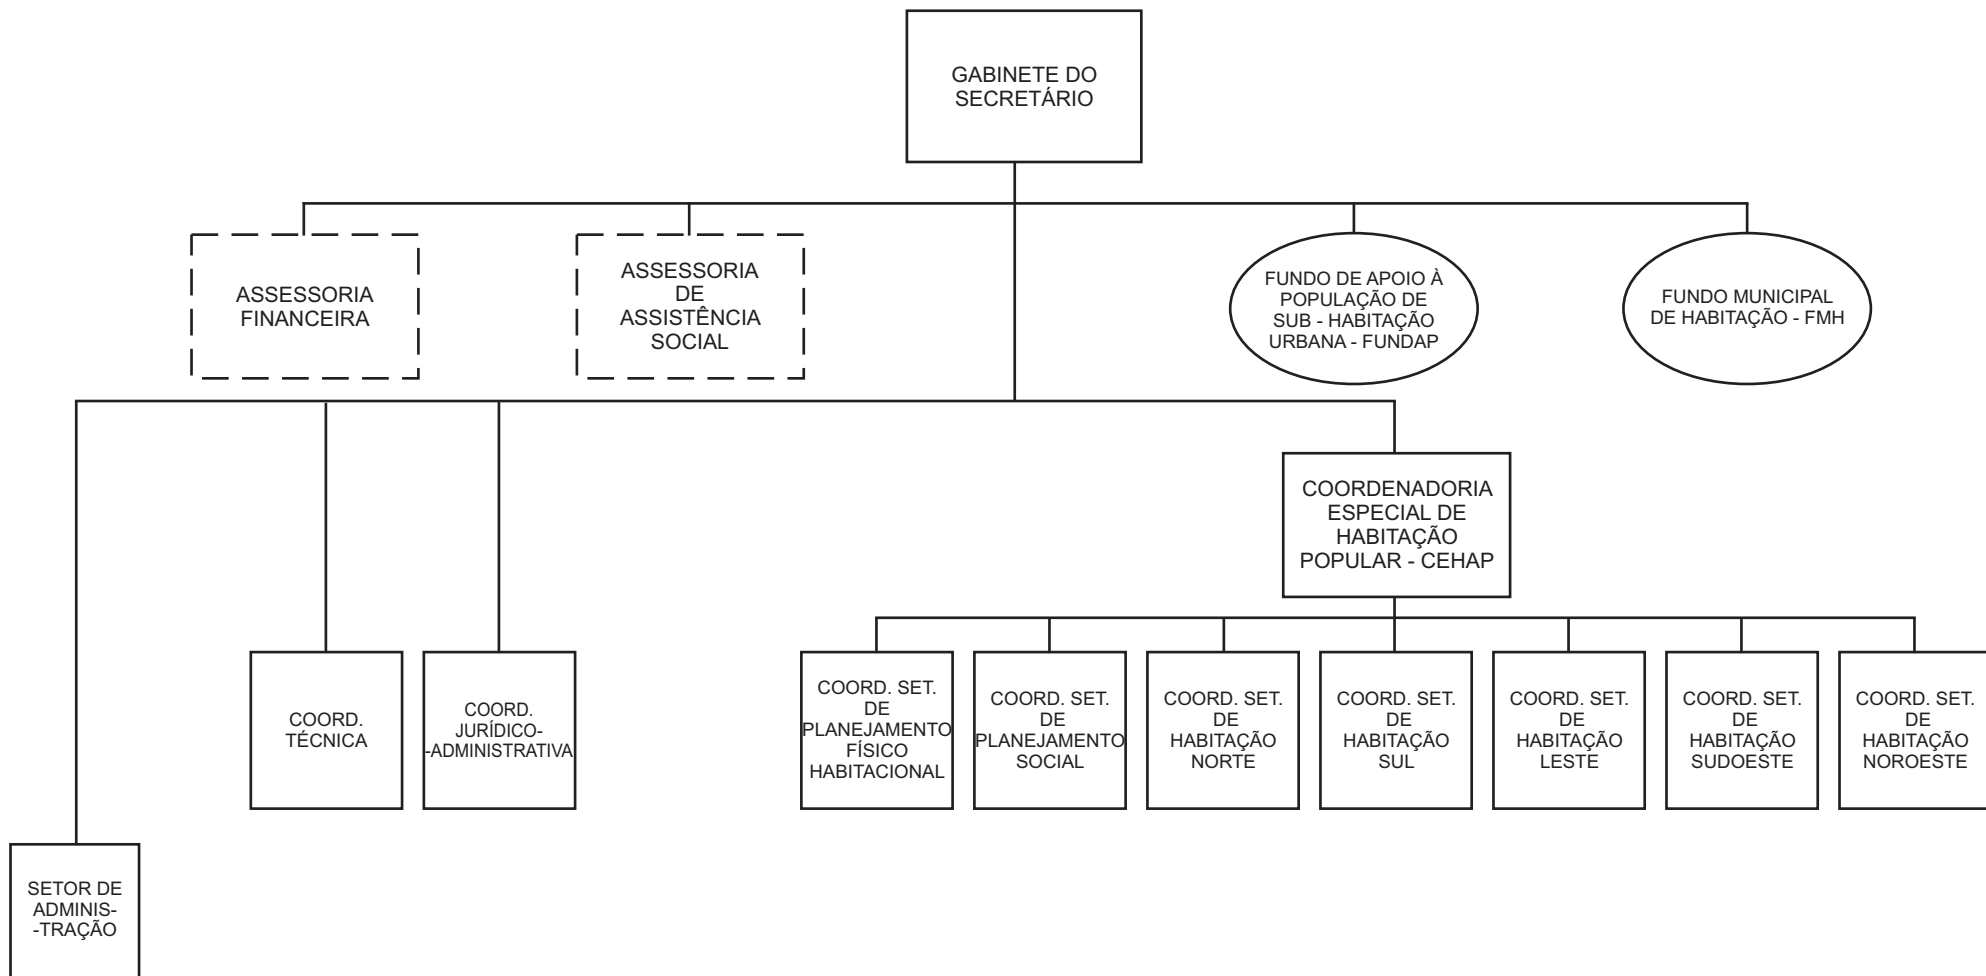 GABINETE DO
SECRETÁRIO
ASSESSORIA
FINANCEIRA
ASSESSORIA
DE
ASSISTÊNCIA
SOCIAL
FUNDO DE APOIO À
POPULAÇÃO DE
SUB - HABITAÇÃO
URBANA - FUNDAP
FUNDO MUNICIPAL
DE HABITAÇÃO - FMH
COORDENADORIA
ESPECIAL DE
HABITAÇÃO
POPULAR - CEHAP
COORD.
TÉCNICA
COORD.
JURÍDICO-
-ADMINISTRATIVA
COORD. SET.
DE
PLANEJAMENTO
FÍSICO
HABITACIONAL
COORD. SET.
DE
PLANEJAMENTO
SOCIAL
COORD. SET.
DE
HABITAÇÃO
NORTE
COORD. SET.
DE
HABITAÇÃO
SUL
COORD. SET.
DE
HABITAÇÃO
LESTE
COORD. SET.
DE
HABITAÇÃO
SUDOESTE
COORD. SET.
DE
HABITAÇÃO
NOROESTE
SETOR DE
ADMINIS-
-TRAÇÃO